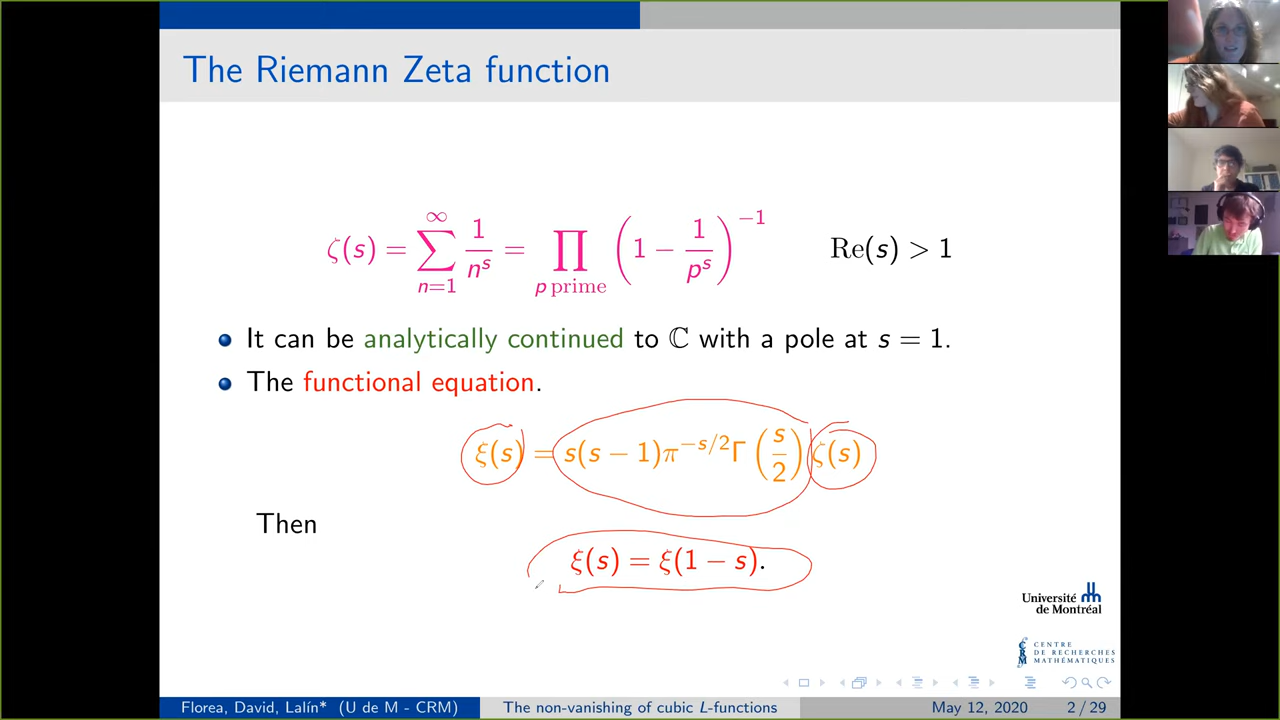 The Riemann Zeta function
ζ(s) = ∑_{n=1}^{∞} 1/n^s = ∏_{p prime} (1 − 1/p^s)^{−1} Re(s) > 1
It can be analytically continued to ℂ with a pole at s = 1.
The functional equation.
ξ(s) = s(s − 1)π^{−s/2}Γ(s/2)ζ(s)
Then
ξ(s) = ξ(1 − s).
Université
de Montréal
CRM
CENTRE
DE RECHERCHES
MATHÉMATIQUES
Florea, David, Lalín* (U de M - CRM) The non-vanishing of cubic L-functions May 12, 2020 2 / 29